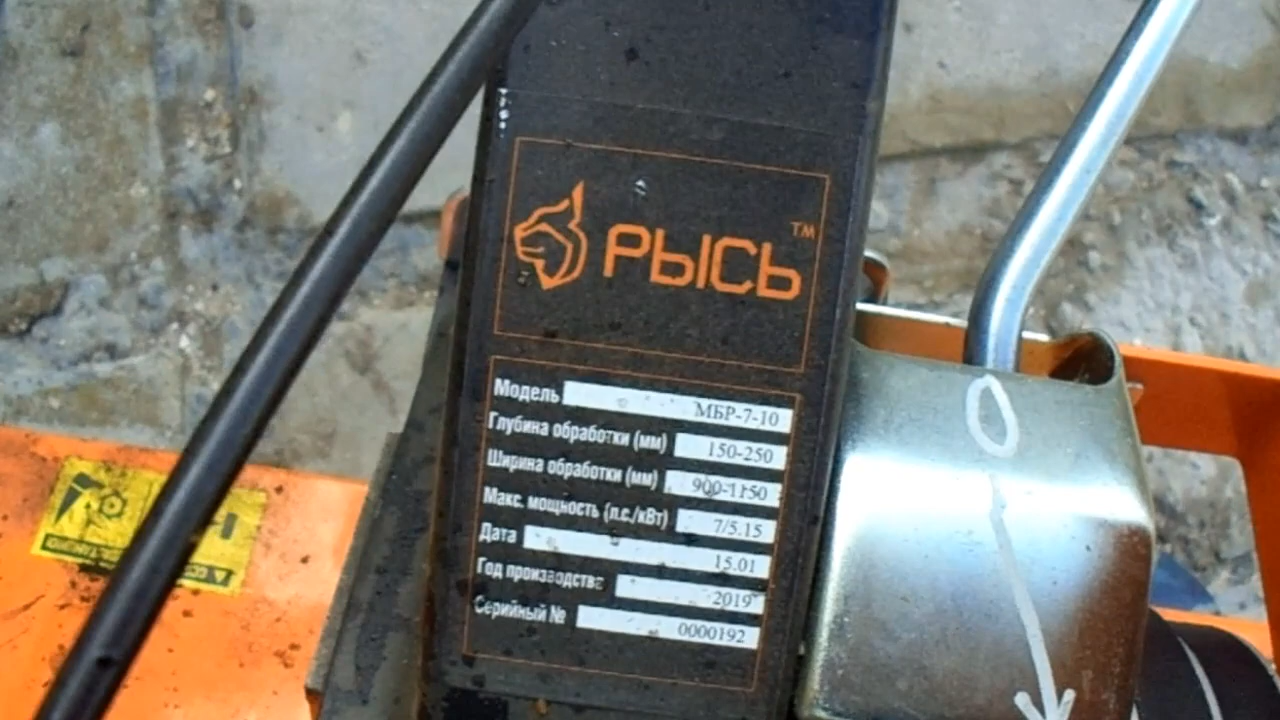 РЫСЬ™
Модель МБР-7-10
Глубина обработки (мм) 150-250
Ширина обработки (мм) 900-1150
Макс. мощность (л.с./кВт) 7/5.15
Дата 15.01
Год производства 2019
Серийный № 0000192